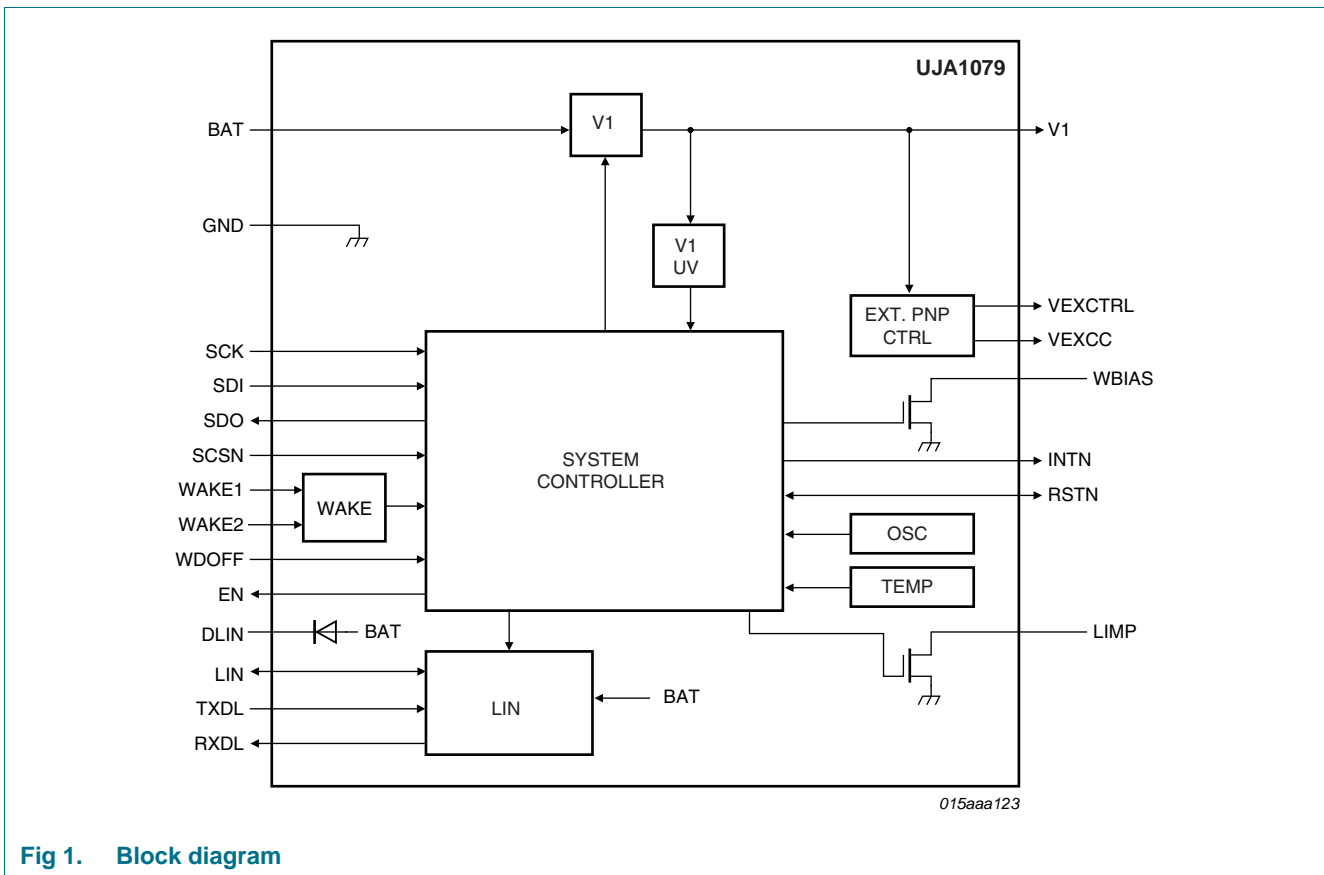 UJA1079
BAT
V1
V1
GND
V1
UV
EXT. PNP
CTRL
VEXCTRL
VEXCC
SCK
SDI
SDO
SCSN
WAKE1
WAKE2
WAKE
WDOFF
EN
SYSTEM
CONTROLLER
WBIAS
INTN
RSTN
OSC
TEMP
DLIN
BAT
LIMP
LIN
TXDL
RXDL
LIN
BAT
015aaa123
Fig 1. Block diagram